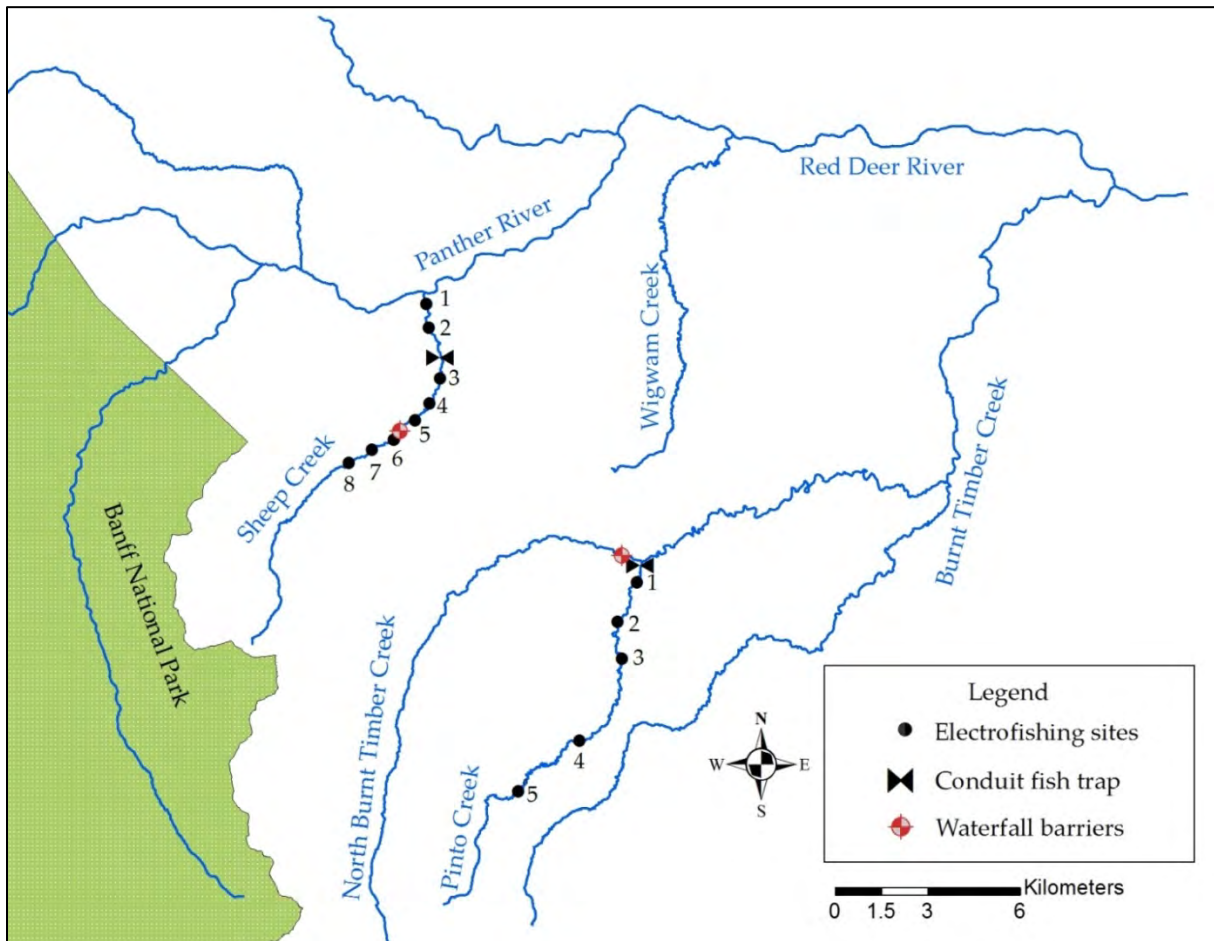 Red Deer River
Panther River
1
2
3
4
5
6
7
8
Sheep Creek
Wigwam Creek
Burnt Timber Creek
Banff National Park
North Burnt Timber Creek
1
2
3
4
5
Pinto Creek
N
W
E
S
Legend
Electrofishing sites
Conduit fish trap
Waterfall barriers
Kilometers
0 1.5 3 6